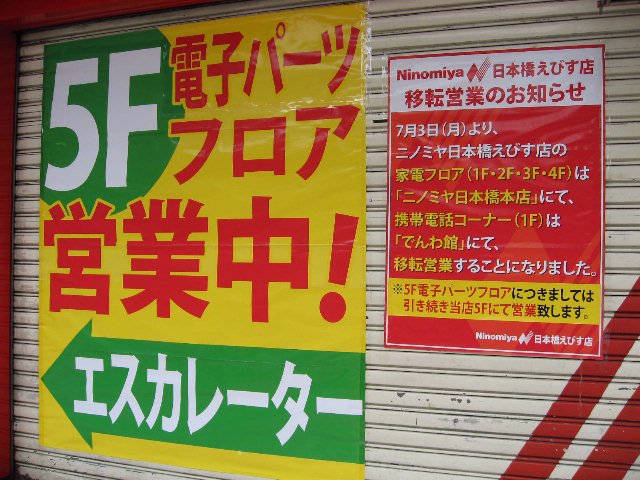 5F 電子パーツ
フロア
営業中!
エスカレーター
Ninomiya 日本橋えびす店
移転営業のお知らせ
7月3日(月)より、
ニノミヤ日本橋えびす店の
家電フロア(1F・2F・3F・4F)は
「ニノミヤ日本橋本店」にて、
携帯電話コーナー(1F)は
「でんわ館」にて、
移転営業することになりました。
※5F電子パーツフロアにつきましては
引き続き当店5Fにて営業致します。
Ninomiya 日本橋えびす店